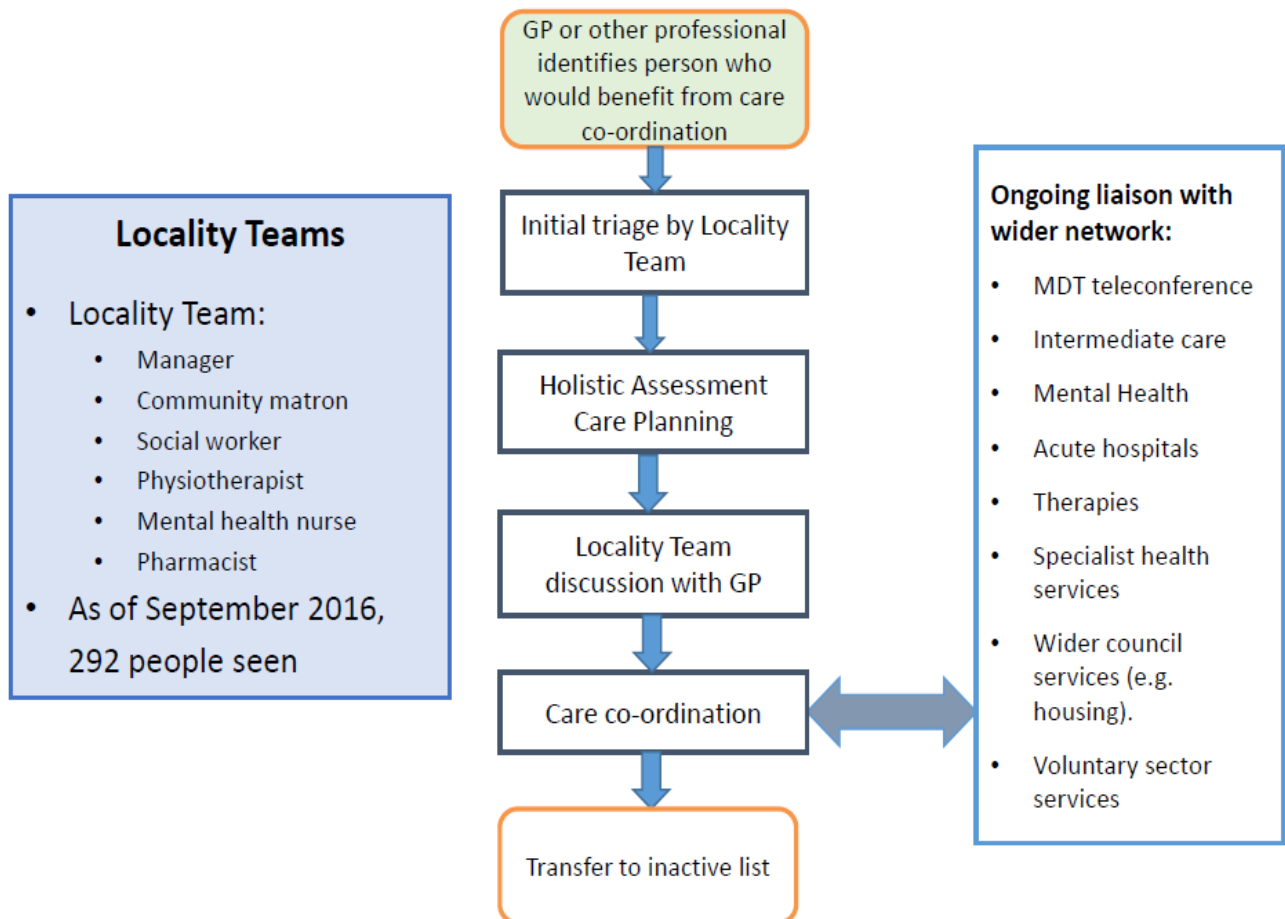 GP or other professional
identifies person who
would benefit from care
co-ordination
Locality Teams
• Locality Team:
• Manager
• Community matron
• Social worker
• Physiotherapist
• Mental health nurse
• Pharmacist
• As of September 2016,
292 people seen
Initial triage by Locality
Team
Holistic Assessment
Care Planning
Locality Team
discussion with GP
Care co-ordination
Transfer to inactive list
Ongoing liaison with
wider network:
• MDT teleconference
• Intermediate care
• Mental Health
• Acute hospitals
• Therapies
• Specialist health
services
• Wider council
services (e.g.
housing).
• Voluntary sector
services